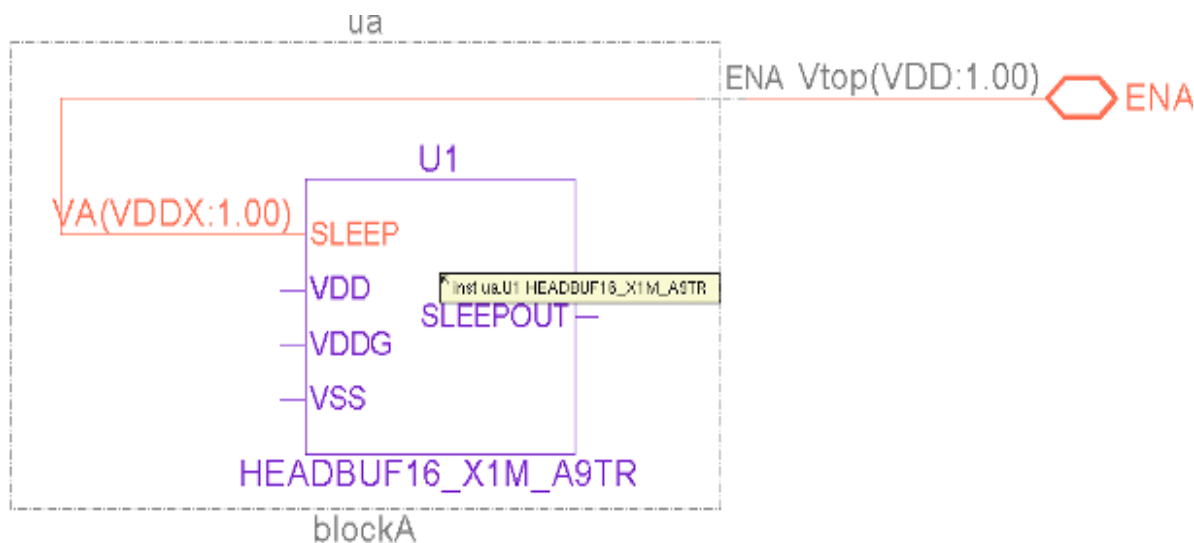 ua
ENA Vtop(VDD:1.00)
ENA
U1
VA(VDDX:1.00)
SLEEP
VDD
inst ua.U1 HEADBUF16_X1M_A9TR
SLEEPOUT
VDDG
VSS
HEADBUF16_X1M_A9TR
blockA